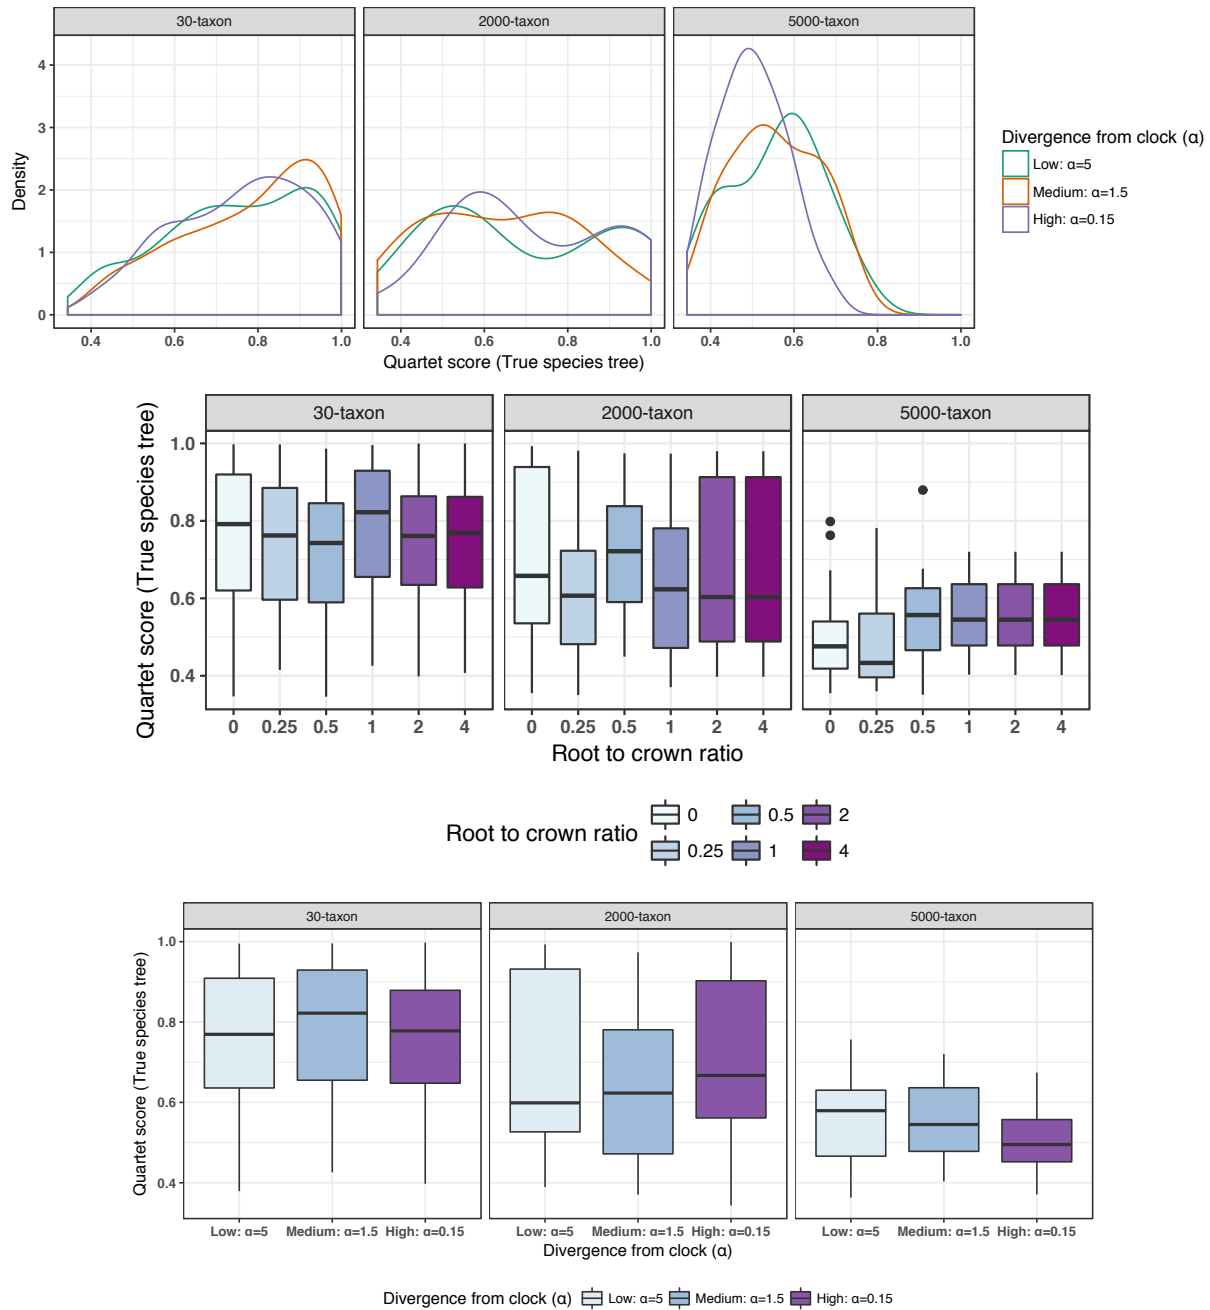 30-taxon 2000-taxon 5000-taxon
4
3
2
1
0
Density
0.4 0.6 0.8 1.0 0.4 0.6 0.8 1.0 0.4 0.6 0.8 1.0
Quartet score (True species tree)
Divergence from clock (α)
Low: α=5
Medium: α=1.5
High: α=0.15
30-taxon 2000-taxon 5000-taxon
Quartet score (True species tree)
1.0
0.8
0.6
0.4
0 0.25 0.5 1 2 4 0 0.25 0.5 1 2 4 0 0.25 0.5 1 2 4
Root to crown ratio
Root to crown ratio
0 0.5 2
0.25 1 4
30-taxon 2000-taxon 5000-taxon
Quartet score (True species tree)
1.0
0.8
0.6
0.4
Low: α=5 Medium: α=1.5 High: α=0.15 Low: α=5 Medium: α=1.5 High: α=0.15 Low: α=5 Medium: α=1.5 High: α=0.15
Divergence from clock (α)
Divergence from clock (α) Low: α=5 Medium: α=1.5 High: α=0.15